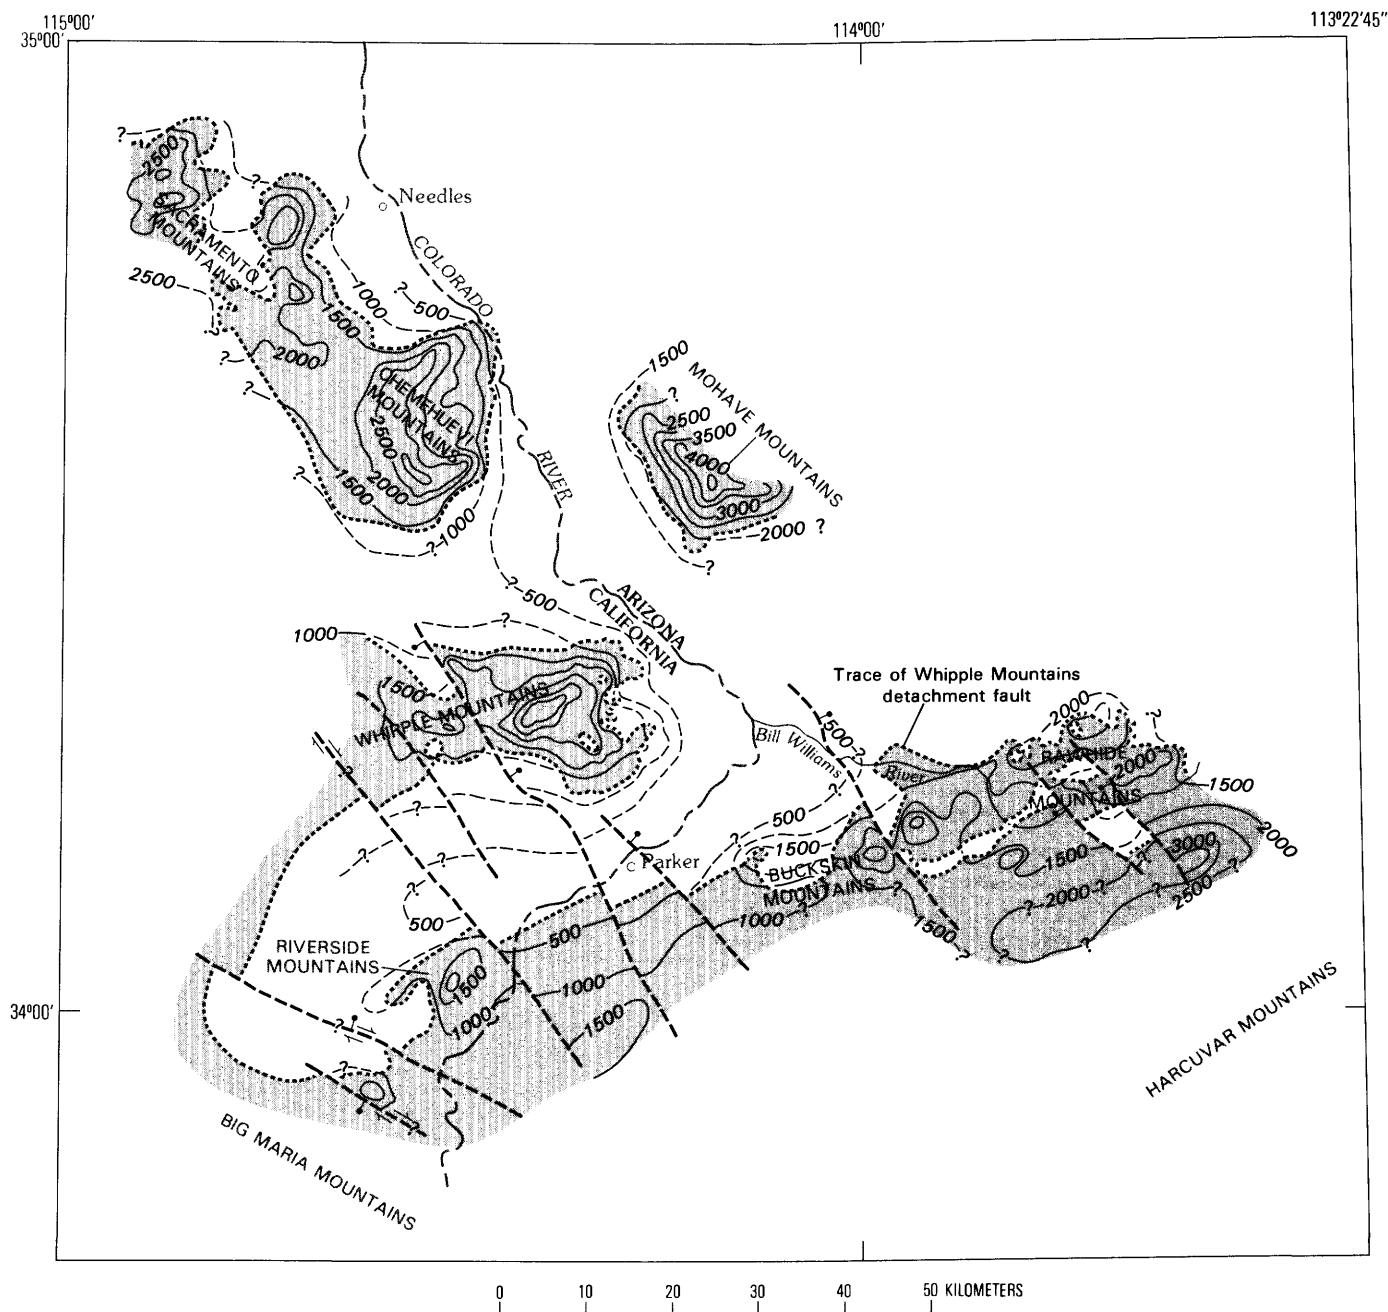 115°00'
114°00'
113°22'45"
35°00'
?
2500
?
Needles
SACRAMENTO
MOUNTAINS
COLORADO
2500
1000
?
500
1500
?
?
2000
1500
MOHAVE MOUNTAINS
?
CHEMEHUEVI
MOUNTAINS
?
2500
3500
2500
4000
RIVER
?
1500
2000
3000
1000
?
2000 ?
?
?
500
ARIZONA
CALIFORNIA
1000
?
Trace of Whipple Mountains
detachment fault
1500
WHIPPLE MOUNTAINS
2000
?
500
?
Bill Williams
River
RAWHIDE
2000
?
1500
?
500
MOUNTAINS
?
1500
2000
?
?
Parker
BUCKSKIN
MOUNTAINS
1500
3000
?
?
2000
?
?
2500
500
1000
?
500
1500
?
?
RIVERSIDE
MOUNTAINS
1500
1000
34°00'
1000
1500
?
HARCUVAR MOUNTAINS
?
?
BIG MARIA MOUNTAINS
0 10 20 30 40 50 KILOMETERS